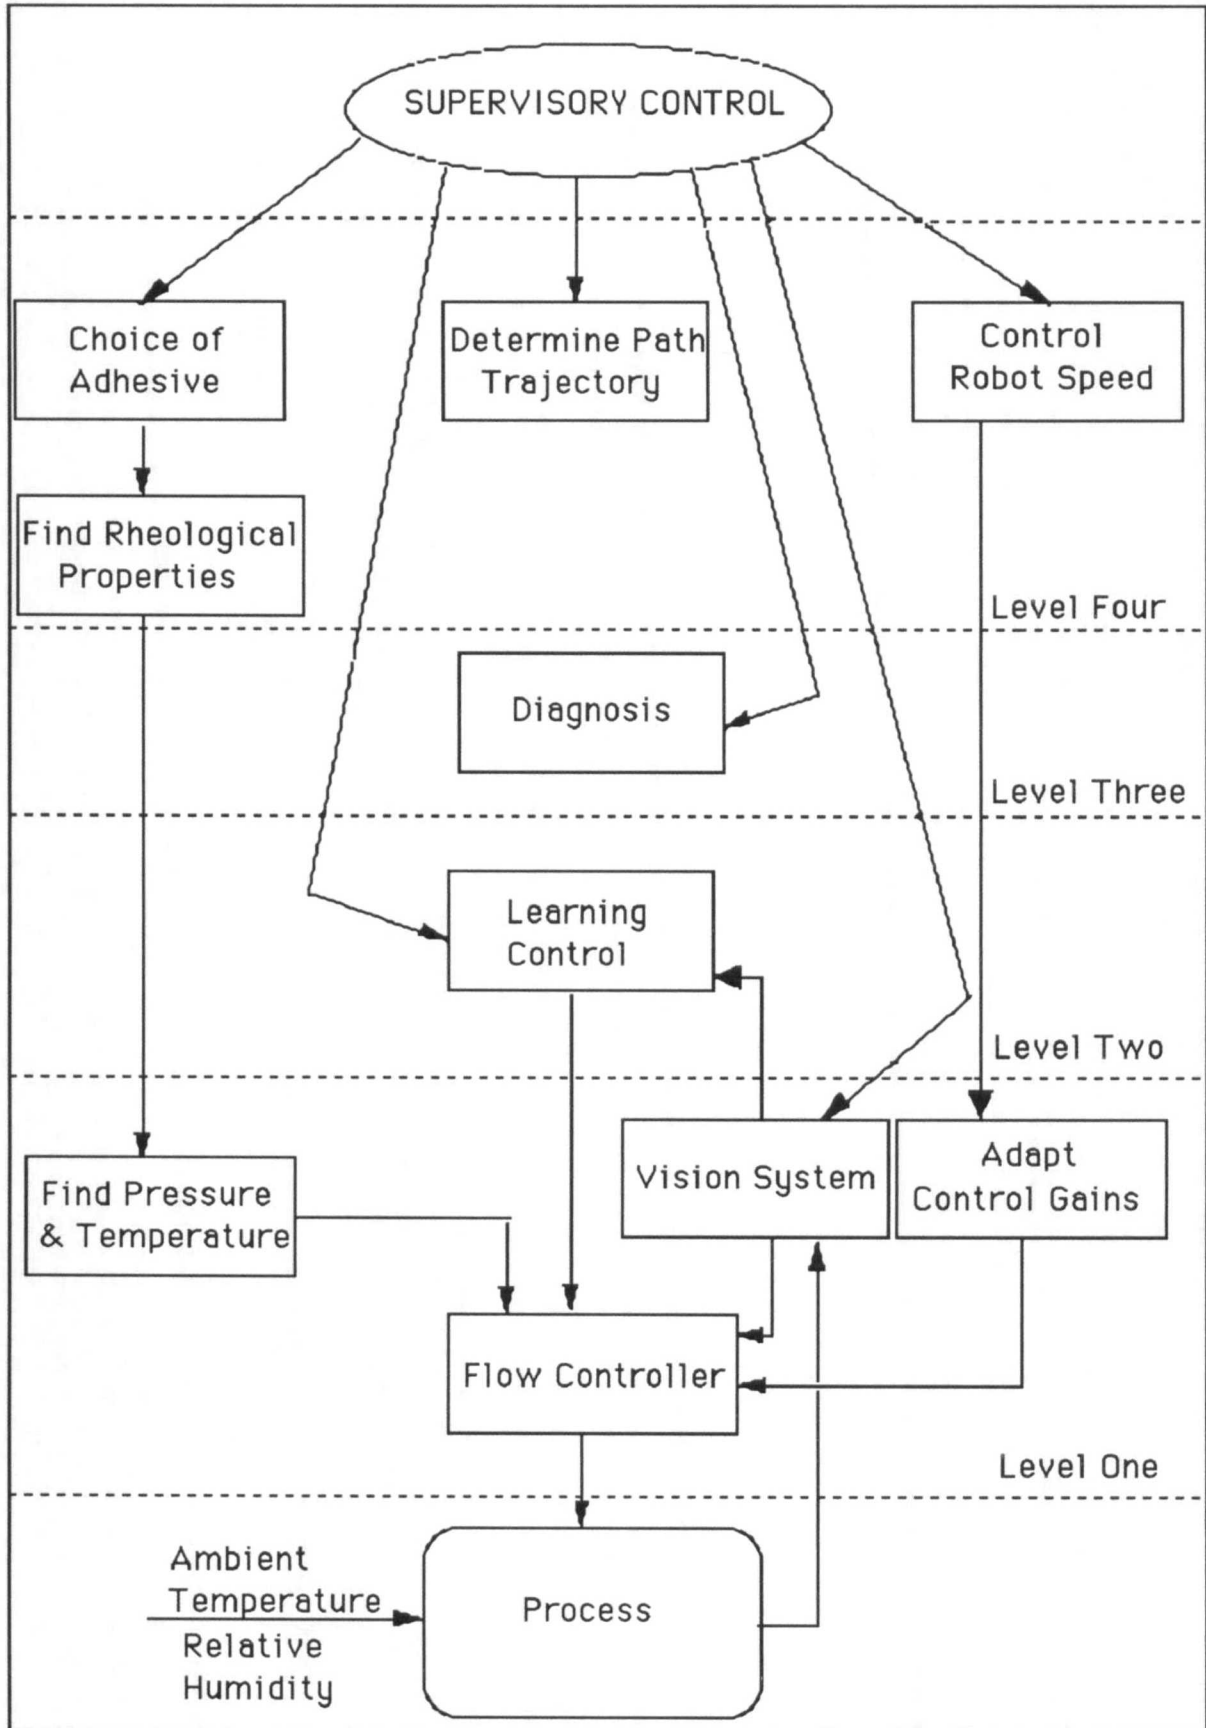 SUPERVISORY CONTROL
Choice of
Adhesive
Determine Path
Trajectory
Control
Robot Speed
Find Rheological
Properties
Level Four
Diagnosis
Level Three
Learning
Control
Level Two
Find Pressure
& Temperature
Vision System
Adapt
Control Gains
Flow Controller
Level One
Ambient
Temperature
Relative
Humidity
Process